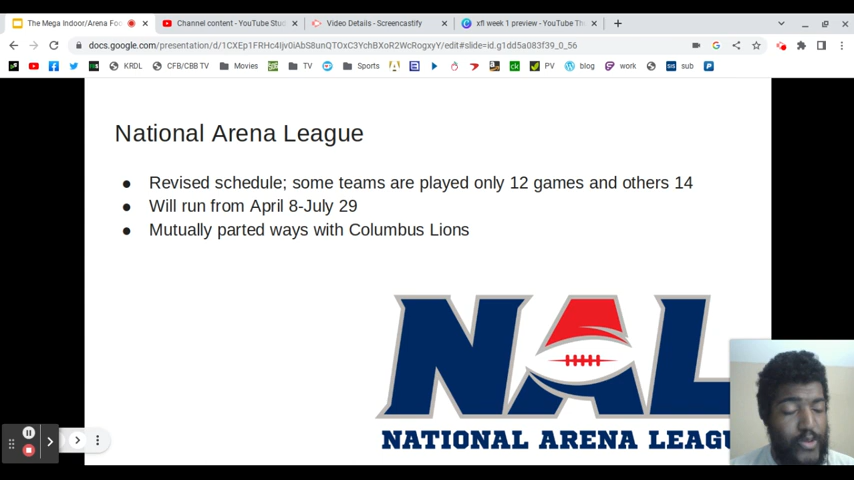 The Mega Indoor/Arena Foo
Channel content - YouTube Stud
Video Details - Screencastify
xfl week 1 preview - YouTube Th
docs.google.com/presentation/d/1CXEp1FRHc4Ijv0iAbS8unQTOxC3YchBXoR2WcRogxyY/edit#slide=id.g1dd5a083f39_0_56
KRDL
CFB/CBB TV
Movies
TV
Sports
PV
blog
work
sub
National Arena League
● Revised schedule; some teams are played only 12 games and others 14
● Will run from April 8-July 29
● Mutually parted ways with Columbus Lions
NAL
NATIONAL ARENA LEAGU